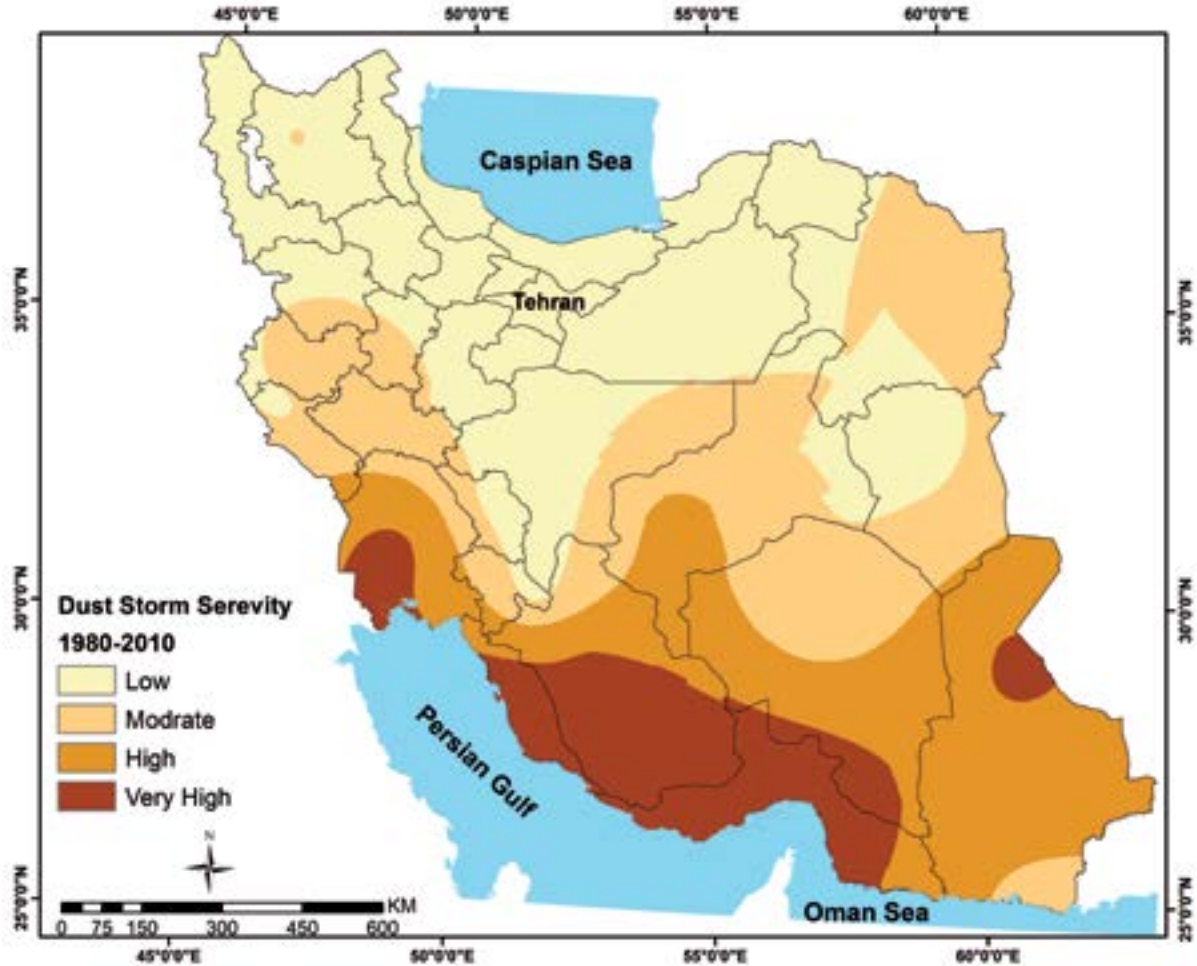 45°0'0"E 50°0'0"E 55°0'0"E 60°0'0"E
Caspian Sea
35°0'0"N
Tehran
35°0'0"N
30°0'0"N
30°0'0"N
Dust Storm Serevity
1980-2010
Low
Modrate
High
Very High
Persian Gulf
N
25°0'0"N
KM
0 75 150 300 450 600
Oman Sea
25°0'0"N
45°0'0"E 50°0'0"E 55°0'0"E 60°0'0"E